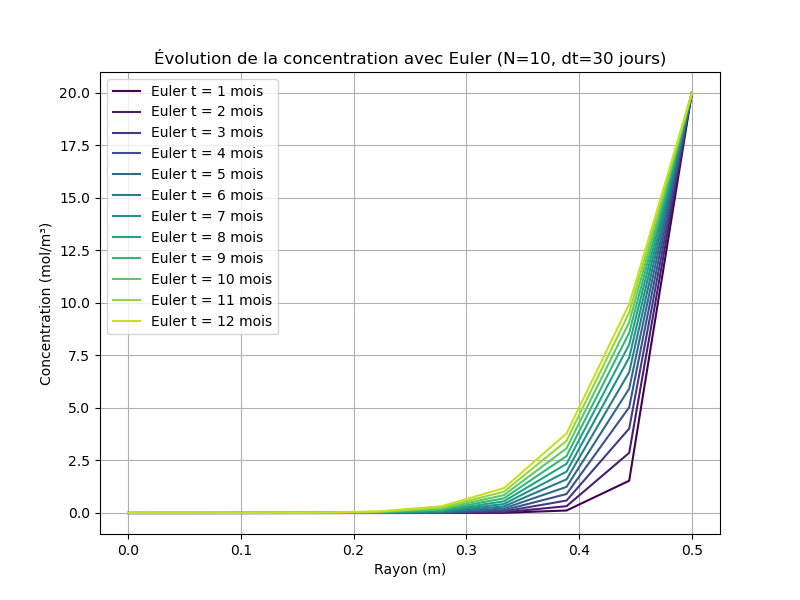 Évolution de la concentration avec Euler (N=10, dt=30 jours)
Euler t = 1 mois
Euler t = 2 mois
Euler t = 3 mois
Euler t = 4 mois
Euler t = 5 mois
Euler t = 6 mois
Euler t = 7 mois
Euler t = 8 mois
Euler t = 9 mois
Euler t = 10 mois
Euler t = 11 mois
Euler t = 12 mois
Concentration (mol/m³)
20.0
17.5
15.0
12.5
10.0
7.5
5.0
2.5
0.0
0.0 0.1 0.2 0.3 0.4 0.5
Rayon (m)